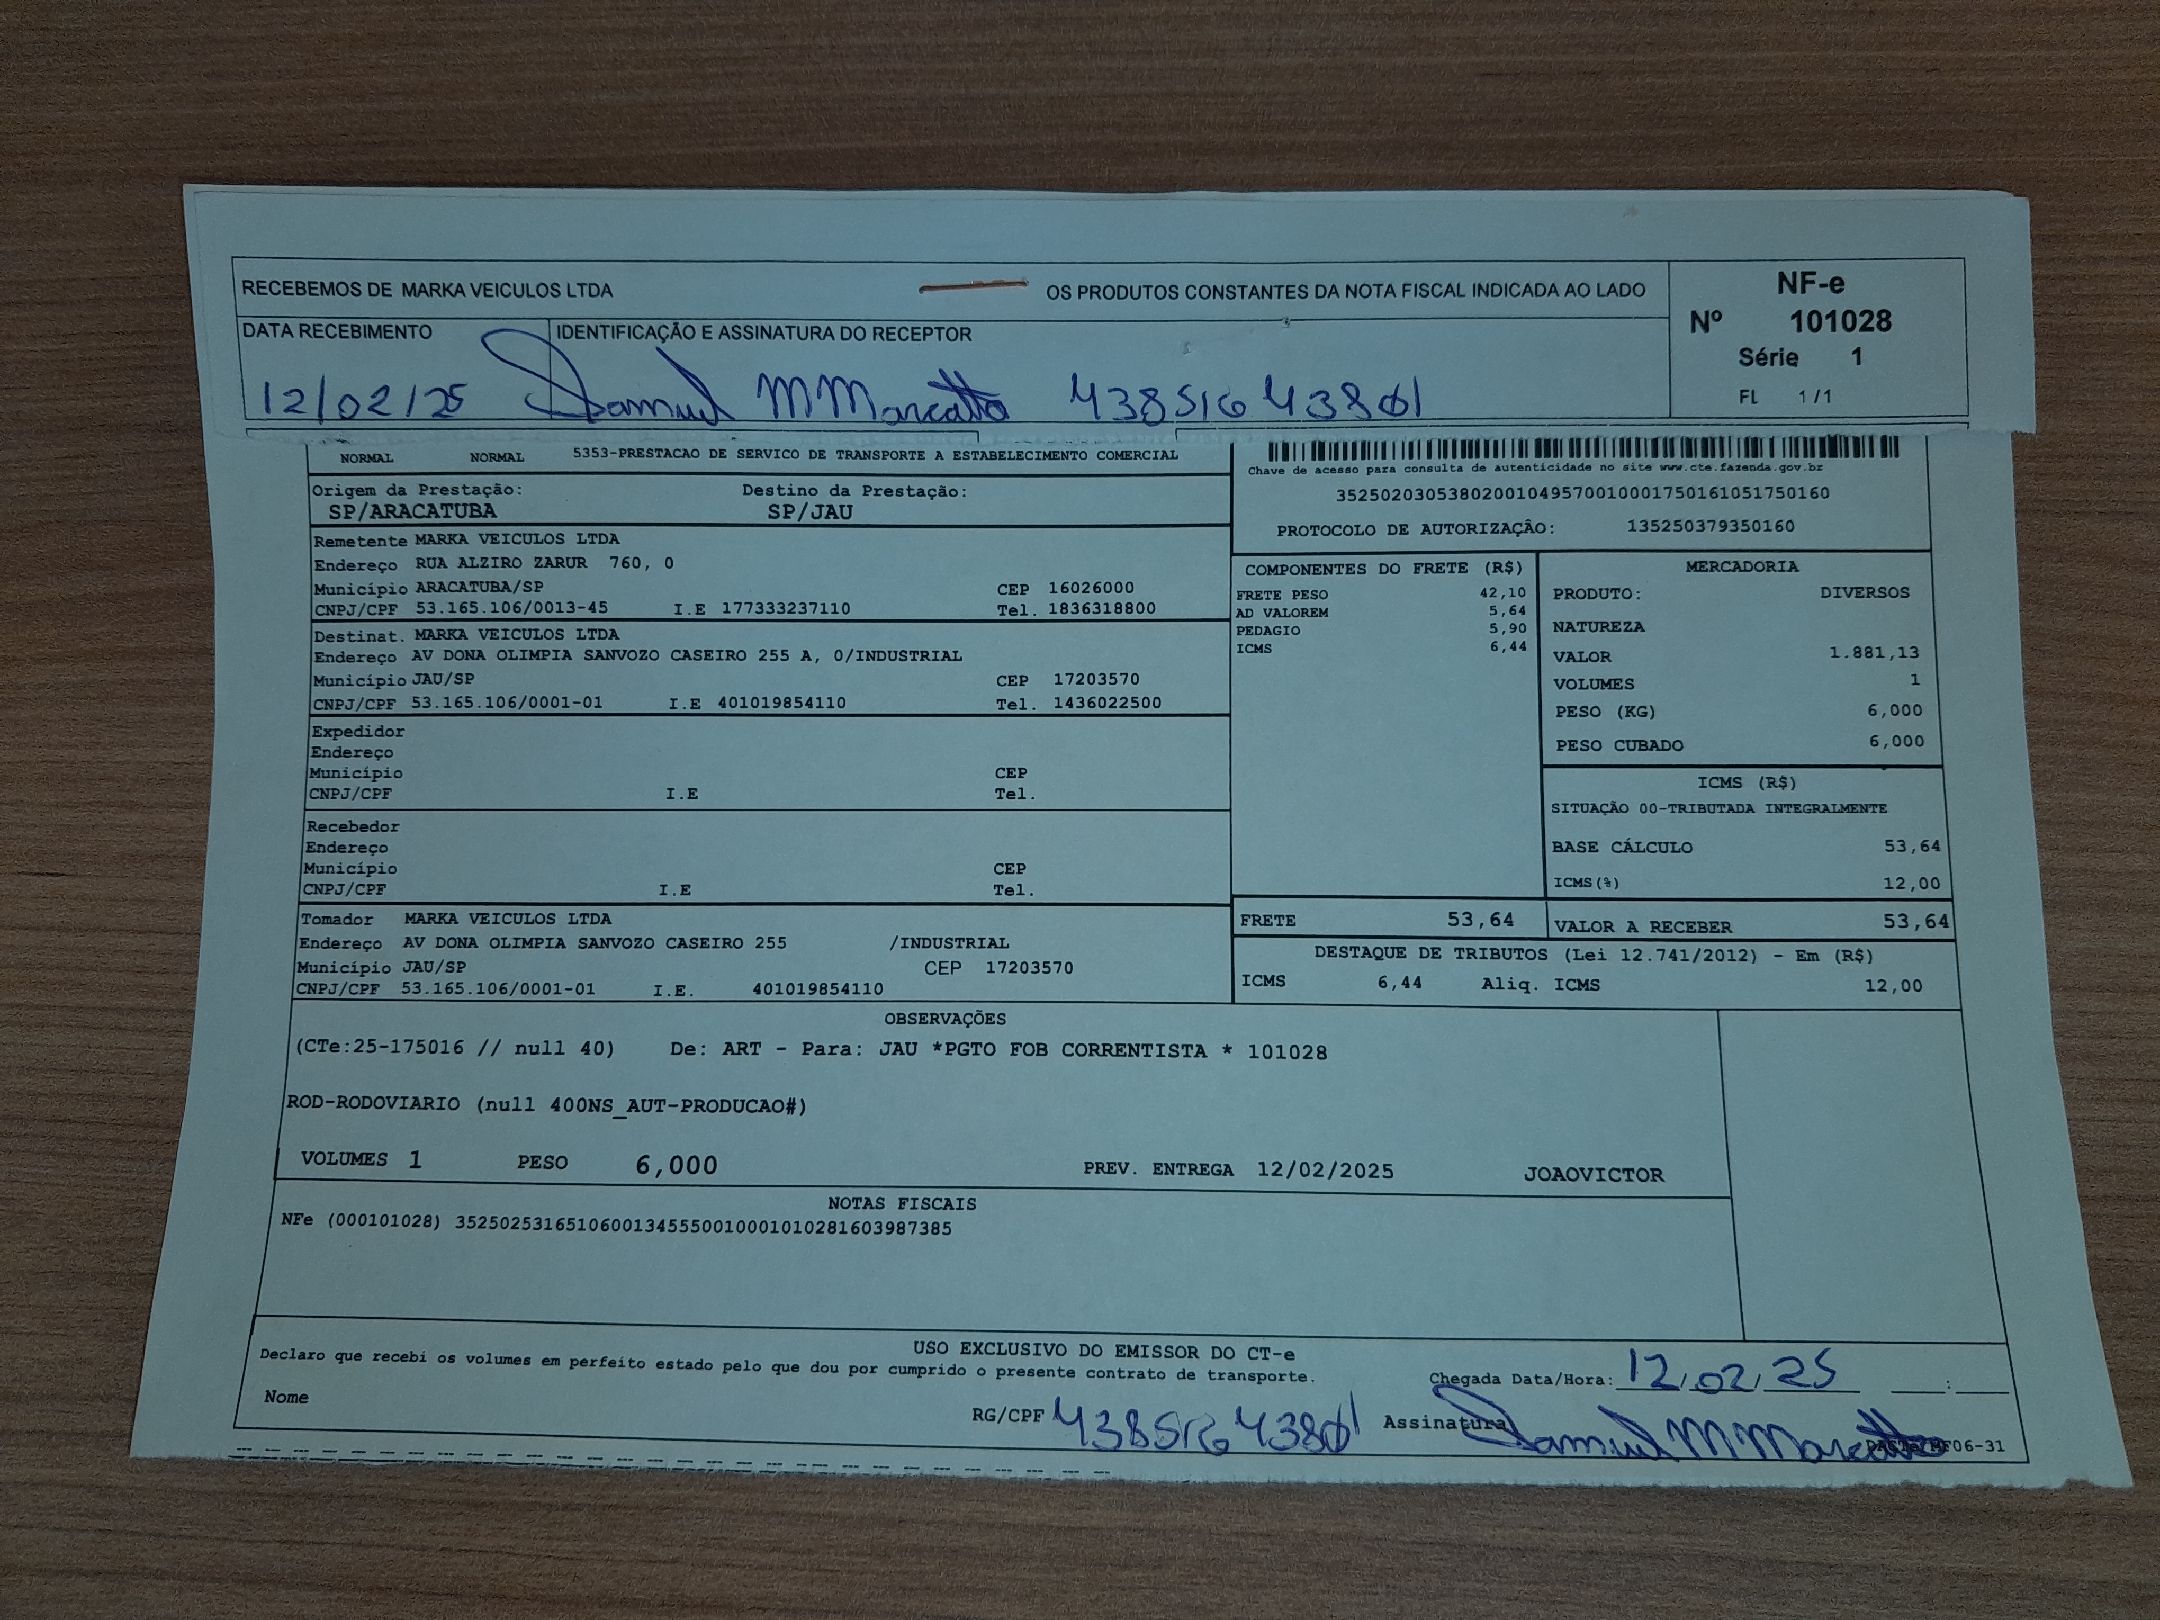 RECEBEMOS DE MARKA VEICULOS LTDA OS PRODUTOS CONSTANTES DA NOTA FISCAL INDICADA AO LADO
NF-e
Nº 101028
Série 1
FL 1 /1
DATA RECEBIMENTO IDENTIFICAÇÃO E ASSINATURA DO RECEPTOR
12/02/25 Samuel M Marcatto 43851643801
NORMAL NORMAL 5353-PRESTACAO DE SERVICO DE TRANSPORTE A ESTABELECIMENTO COMERCIAL
Chave de acesso para consulta de autenticidade no site www.cte.fazenda.gov.br
35250203053802001049570010001750161051750160
PROTOCOLO DE AUTORIZAÇÃO: 135250379350160
Origem da Prestação: Destino da Prestação:
SP/ARACATUBA SP/JAU
Remetente MARKA VEICULOS LTDA
Endereço RUA ALZIRO ZARUR 760, 0
Município ARACATUBA/SP CEP 16026000
CNPJ/CPF 53.165.106/0013-45 I.E 177333237110 Tel. 1836318800
Destinat. MARKA VEICULOS LTDA
Endereço AV DONA OLIMPIA SANVOZO CASEIRO 255 A, 0/INDUSTRIAL
Município JAU/SP CEP 17203570
CNPJ/CPF 53.165.106/0001-01 I.E 401019854110 Tel. 1436022500
Expedidor
Endereço
Município CEP
CNPJ/CPF I.E Tel.
Recebedor
Endereço
Município CEP
CNPJ/CPF I.E Tel.
Tomador MARKA VEICULOS LTDA
Endereço AV DONA OLIMPIA SANVOZO CASEIRO 255 /INDUSTRIAL
Município JAU/SP CEP 17203570
CNPJ/CPF 53.165.106/0001-01 I.E. 401019854110
COMPONENTES DO FRETE (R$)
FRETE PESO 42,10
AD VALOREM 5,64
PEDAGIO 5,90
ICMS 6,44
MERCADORIA
PRODUTO: DIVERSOS
NATUREZA
VALOR 1.881,13
VOLUMES 1
PESO (KG) 6,000
PESO CUBADO 6,000
ICMS (R$)
SITUAÇÃO 00-TRIBUTADA INTEGRALMENTE
BASE CÁLCULO 53,64
ICMS(%) 12,00
FRETE 53,64 VALOR A RECEBER 53,64
DESTAQUE DE TRIBUTOS (Lei 12.741/2012) - Em (R$)
ICMS 6,44 Aliq. ICMS 12,00
OBSERVAÇÕES
(CTe:25-175016 // null 40) De: ART - Para: JAU *PGTO FOB CORRENTISTA * 101028
ROD-RODOVIARIO (null 400NS_AUT-PRODUCAO#)
VOLUMES 1 PESO 6,000 PREV. ENTREGA 12/02/2025 JOAOVICTOR
NOTAS FISCAIS
NFe (000101028) 35250253165106001345550010001010281603987385
USO EXCLUSIVO DO EMISSOR DO CT-e
Declaro que recebi os volumes em perfeito estado pelo que dou por cumprido o presente contrato de transporte.
Chegada Data/Hora: 12/02/25 :
Nome RG/CPF 43851643801 Assinatura Samuel M Marcatto
06-31